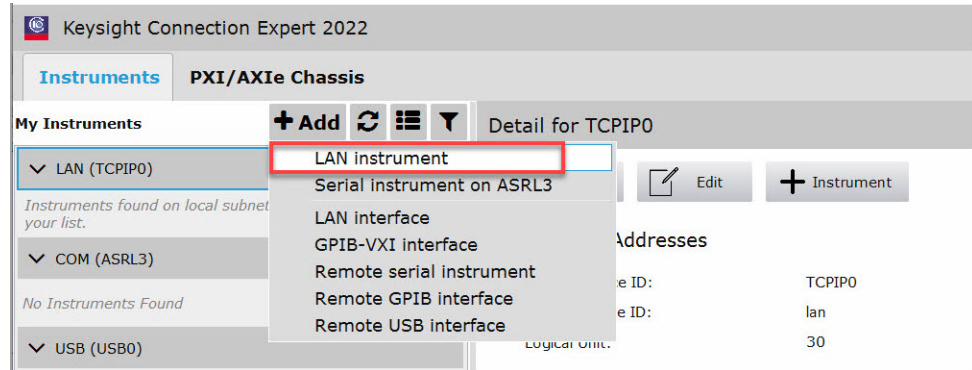 Keysight Connection Expert 2022
Instruments
PXI/AXIe Chassis
My Instruments
Add
Detail for TCPIP0
LAN (TCPIP0)
LAN instrument
Serial instrument on ASRL3
LAN interface
GPIB-VXI interface
Remote serial instrument
Remote GPIB interface
Remote USB interface
Edit
Instrument
Instruments found on local subnet
your list.
COM (ASRL3)
No Instruments Found
USB (USB0)
Addresses
ID:
TCPIP0
ID:
lan
Logical Unit:
30